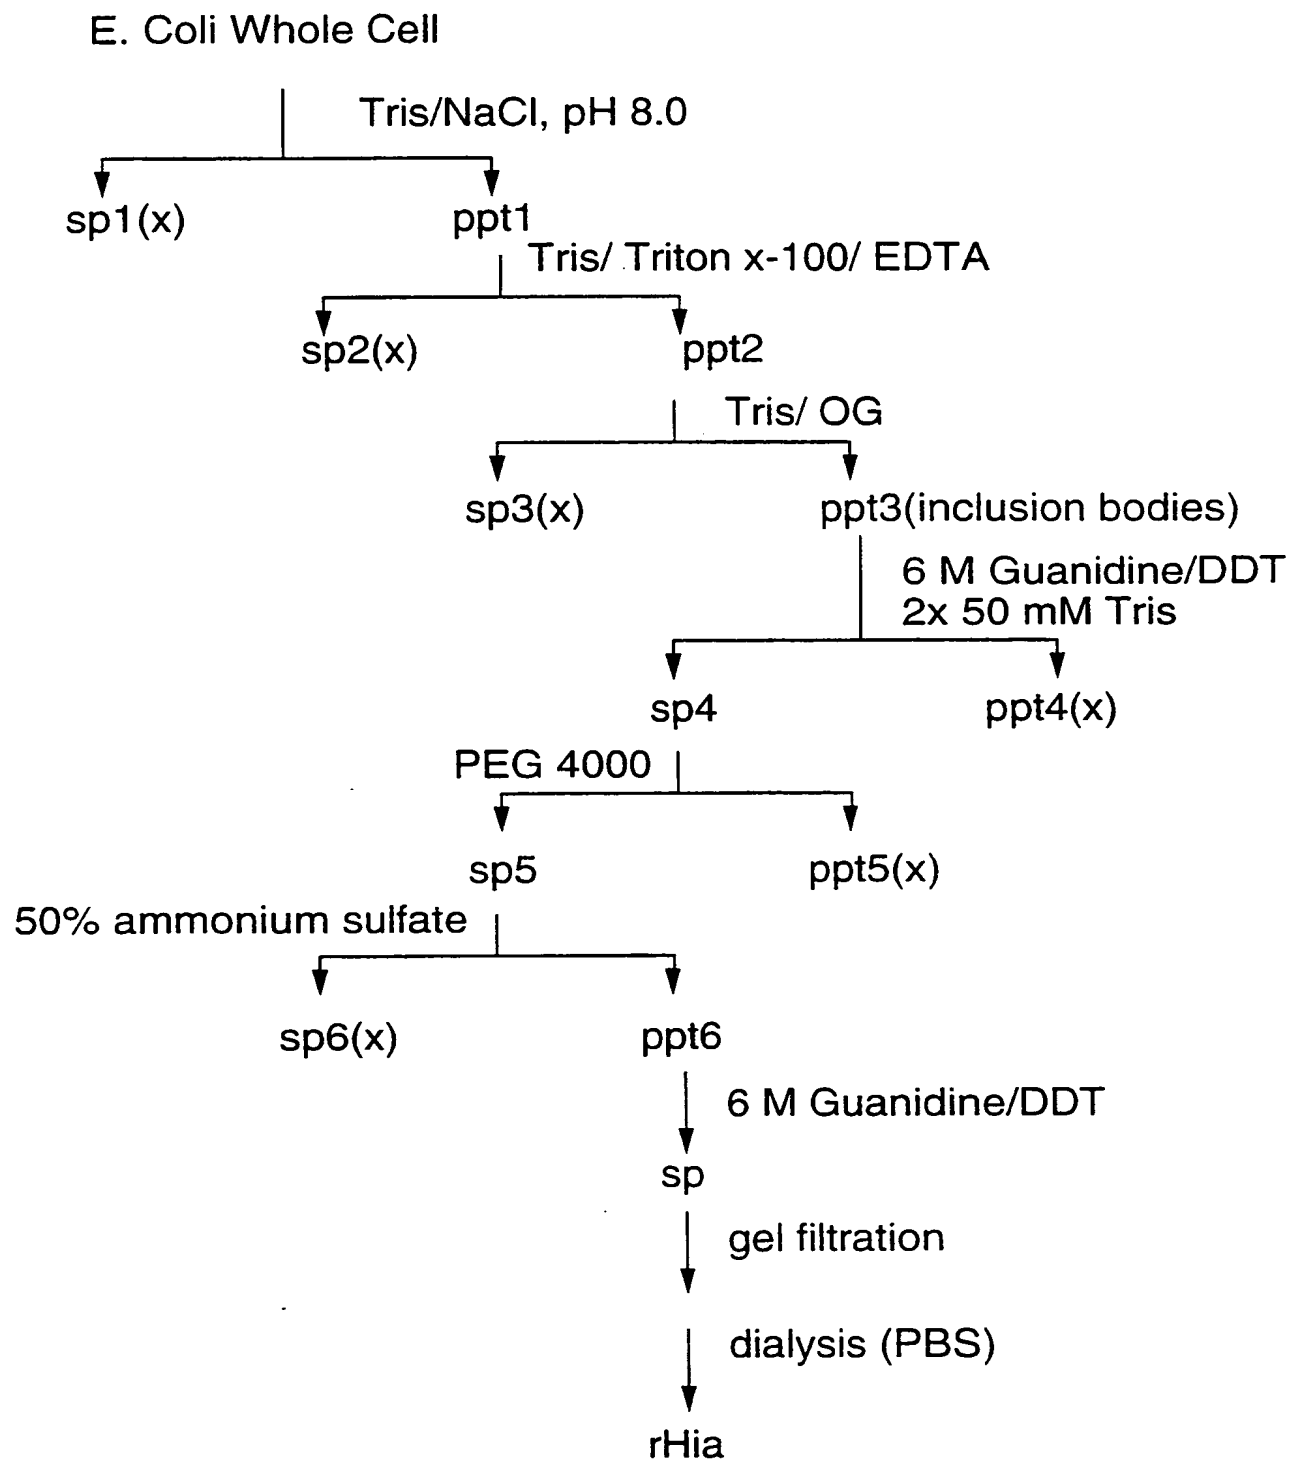 E. Coli Whole Cell
Tris/NaCl, pH 8.0
sp1(x)
ppt1
Tris/ Triton x-100/ EDTA
sp2(x)
ppt2
Tris/ OG
sp3(x)
ppt3(inclusion bodies)
6 M Guanidine/DDT
2x 50 mM Tris
sp4
ppt4(x)
PEG 4000
sp5
ppt5(x)
50% ammonium sulfate
sp6(x)
ppt6
6 M Guanidine/DDT
sp
gel filtration
dialysis (PBS)
rHia